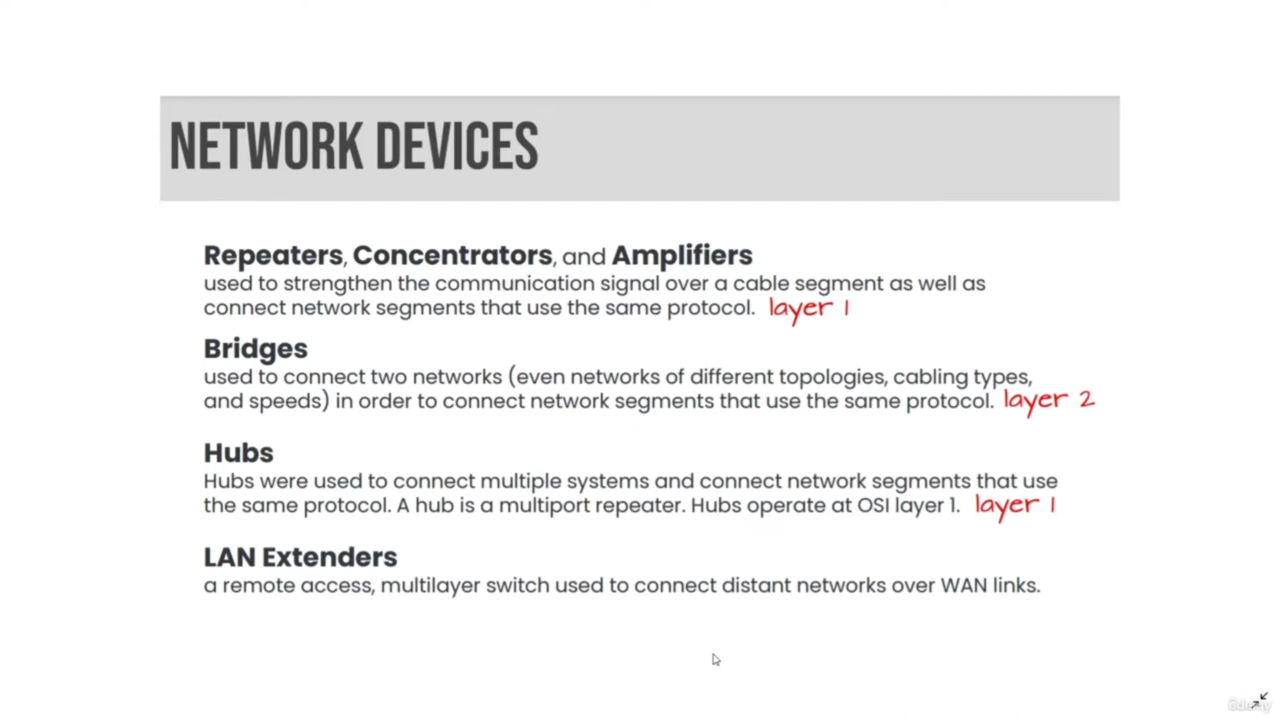 NETWORK DEVICES
Repeaters, Concentrators, and Amplifiers
used to strengthen the communication signal over a cable segment as well as
connect network segments that use the same protocol. layer 1
Bridges
used to connect two networks (even networks of different topologies, cabling types,
and speeds) in order to connect network segments that use the same protocol. layer 2
Hubs
Hubs were used to connect multiple systems and connect network segments that use
the same protocol. A hub is a multiport repeater. Hubs operate at OSI layer 1. layer 1
LAN Extenders
a remote access, multilayer switch used to connect distant networks over WAN links.